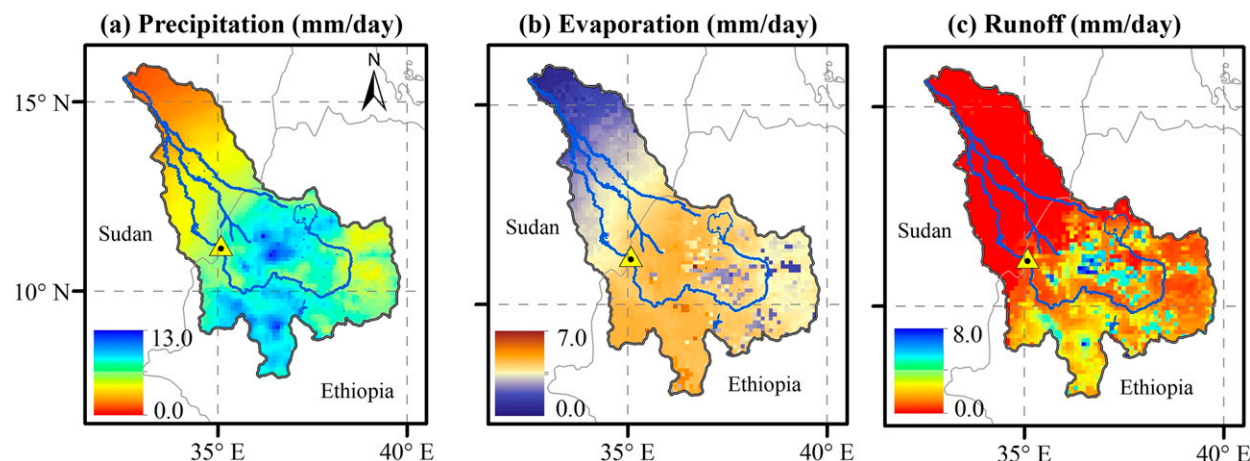 (a) Precipitation (mm/day)
(b) Evaporation (mm/day)
(c) Runoff (mm/day)
N
15° N
10° N
Sudan
Ethiopia
13.0
0.0
35° E
40° E
Sudan
Ethiopia
7.0
0.0
35° E
40° E
Sudan
Ethiopia
8.0
0.0
35° E
40° E